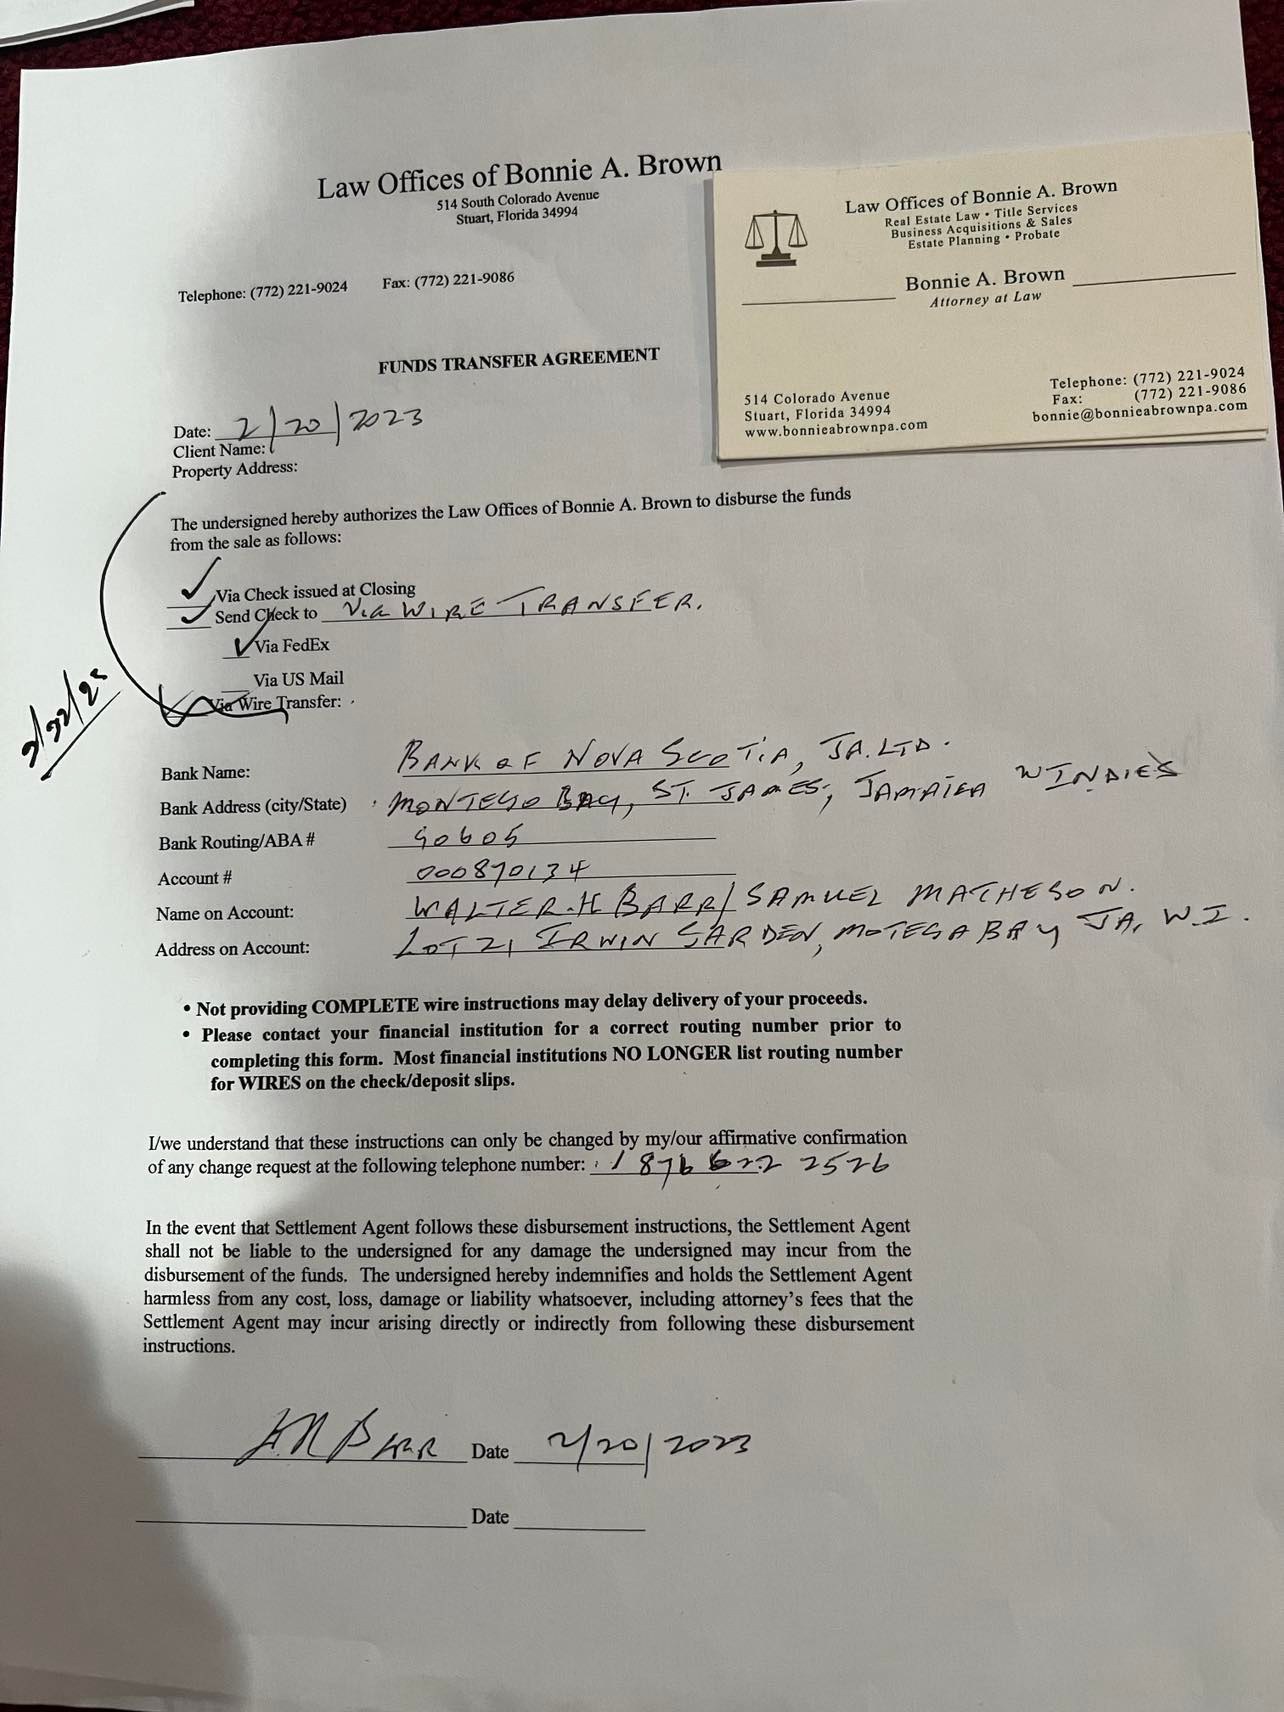 Law Offices of Bonnie A. Brown
514 South Colorado Avenue
Stuart, Florida 34994
Telephone: (772) 221-9024 Fax: (772) 221-9086
Law Offices of Bonnie A. Brown
Real Estate Law • Title Services
Business Acquisitions & Sales
Estate Planning • Probate
Bonnie A. Brown
Attorney at Law
514 Colorado Avenue
Stuart, Florida 34994
www.bonnieabrownpa.com
Telephone: (772) 221-9024
Fax: (772) 221-9086
bonnie@bonnieabrownpa.com
FUNDS TRANSFER AGREEMENT
Date: 2/20/2023
Client Name:
Property Address:
The undersigned hereby authorizes the Law Offices of Bonnie A. Brown to disburse the funds
from the sale as follows:
Via Check issued at Closing
Send Check to Via WIRE TRANSFER.
Via FedEx
Via US Mail
Via Wire Transfer:
Bank Name: BANK OF NOVA SCOTIA, JA. LTD.
Bank Address (city/State) MONTEGO BAY, ST. JAMES, JAMAICA W INDIES
Bank Routing/ABA # 50605
Account # 000870134
Name on Account: WALTER.H BARR/ SAMUEL MATHESON.
Address on Account: LOT 21 IRWIN GARDEN, MOTEGA BAY JA, W.I.
• Not providing COMPLETE wire instructions may delay delivery of your proceeds.
• Please contact your financial institution for a correct routing number prior to
completing this form. Most financial institutions NO LONGER list routing number
for WIRES on the check/deposit slips.
I/we understand that these instructions can only be changed by my/our affirmative confirmation
of any change request at the following telephone number: 1 876 622 2526
In the event that Settlement Agent follows these disbursement instructions, the Settlement Agent
shall not be liable to the undersigned for any damage the undersigned may incur from the
disbursement of the funds. The undersigned hereby indemnifies and holds the Settlement Agent
harmless from any cost, loss, damage or liability whatsoever, including attorney's fees that the
Settlement Agent may incur arising directly or indirectly from following these disbursement
instructions.
BARR Date 2/20/2023
Date